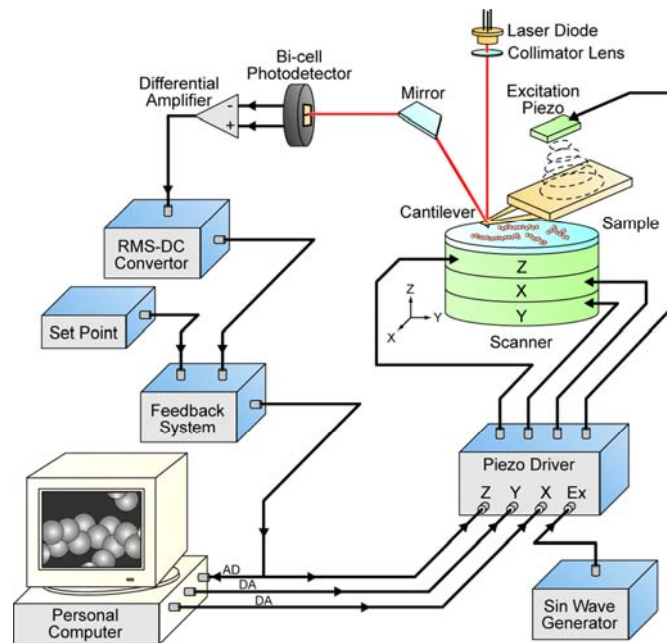 Laser Diode
Collimator Lens
Bi-cell
Photodetector
Differential
Amplifier
Mirror
Excitation
Piezo
-
+
Cantilever
Sample
RMS-DC
Convertor
Z
X
Y
Z
Y
X
Scanner
Set Point
Feedback
System
Piezo Driver
Z Y X Ex
AD
DA
DA
Personal
Computer
Sin Wave
Generator